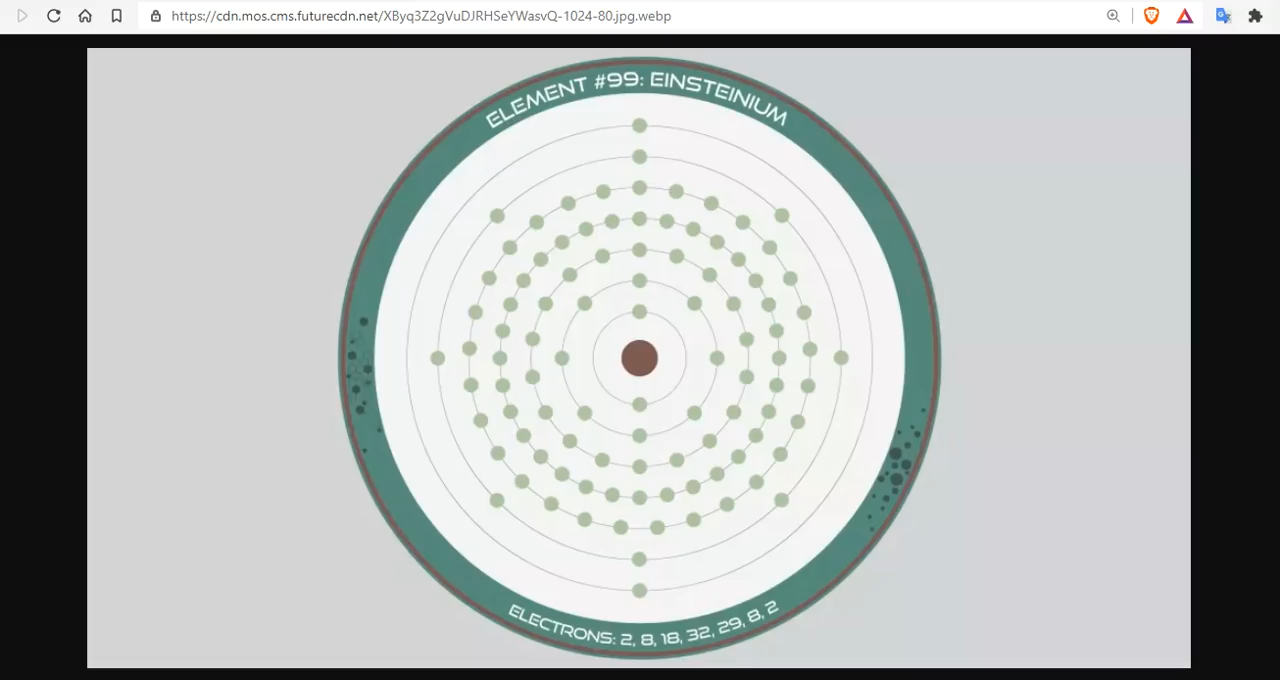 https://cdn.mos.cms.futurecdn.net/XByq3Z2gVuDJRHSeYWasvQ-1024-80.jpg.webp
ELEMENT #99: EINSTEINIUM
ELECTRONS: 2, 8, 18, 32, 29, 8, 2